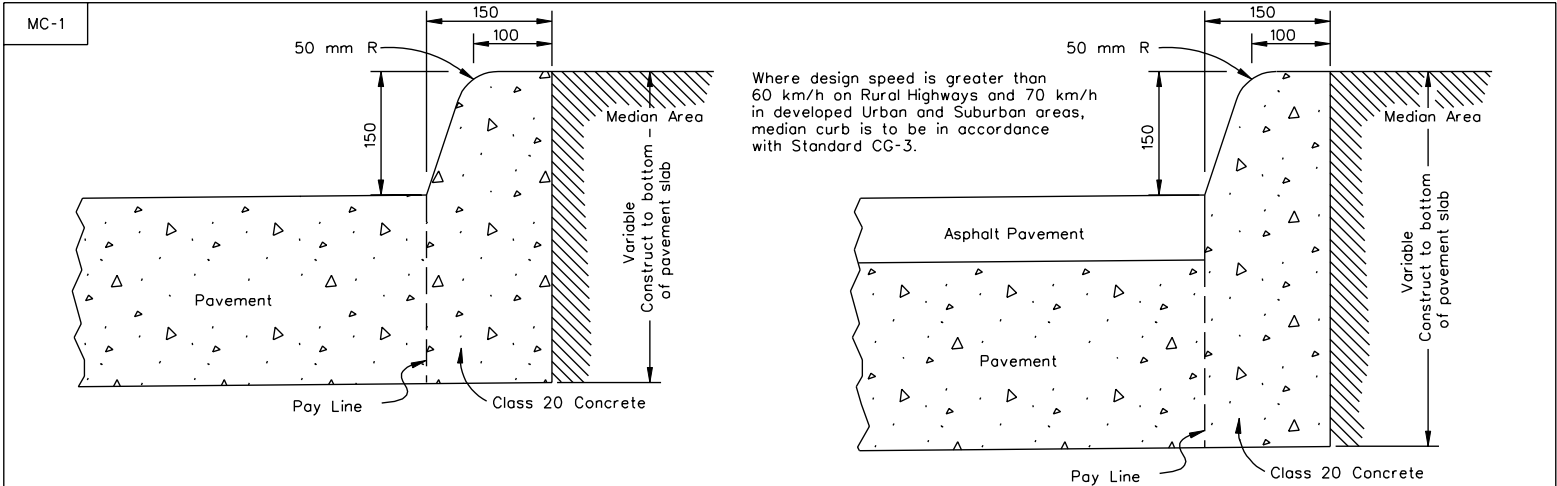 MC-1
150
100
50 mm R
150
Median Area
Variable
Construct to bottom
of pavement slab
Pavement
Pay Line
Class 20 Concrete
Where design speed is greater than
60 km/h on Rural Highways and 70 km/h
in developed Urban and Suburban areas,
median curb is to be in accordance
with Standard CG-3.
150
100
50 mm R
150
Median Area
Variable
Construct to bottom
of pavement slab
Asphalt Pavement
Pavement
Pay Line
Class 20 Concrete